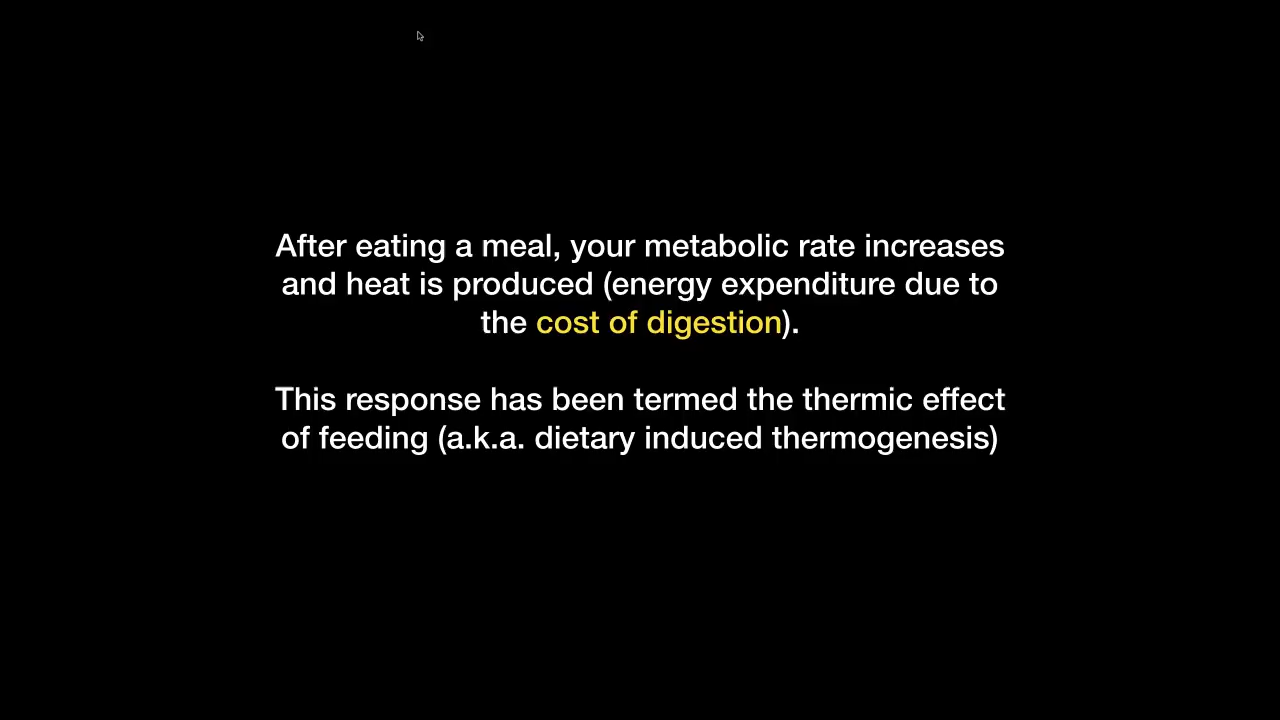 After eating a meal, your metabolic rate increases
and heat is produced (energy expenditure due to
the cost of digestion).
This response has been termed the thermic effect
of feeding (a.k.a. dietary induced thermogenesis)